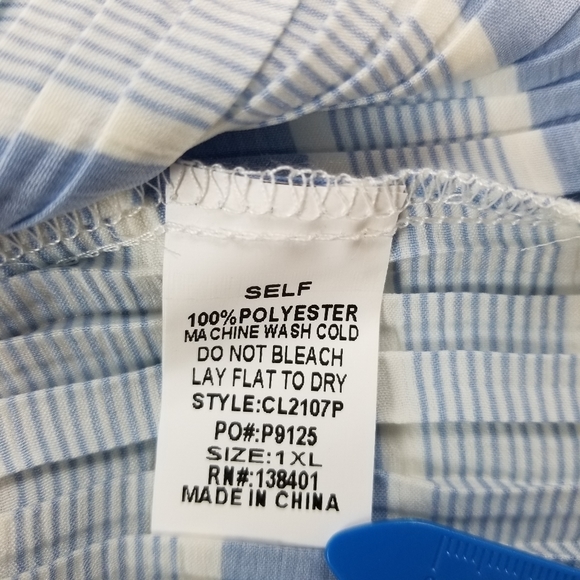 SELF
100%POLYESTER
MACHINE WASH COLD
DO NOT BLEACH
LAY FLAT TO DRY
STYLE:CL2107P
PO#:P9125
SIZE:1XL
RN#:138401
MADE IN CHINA